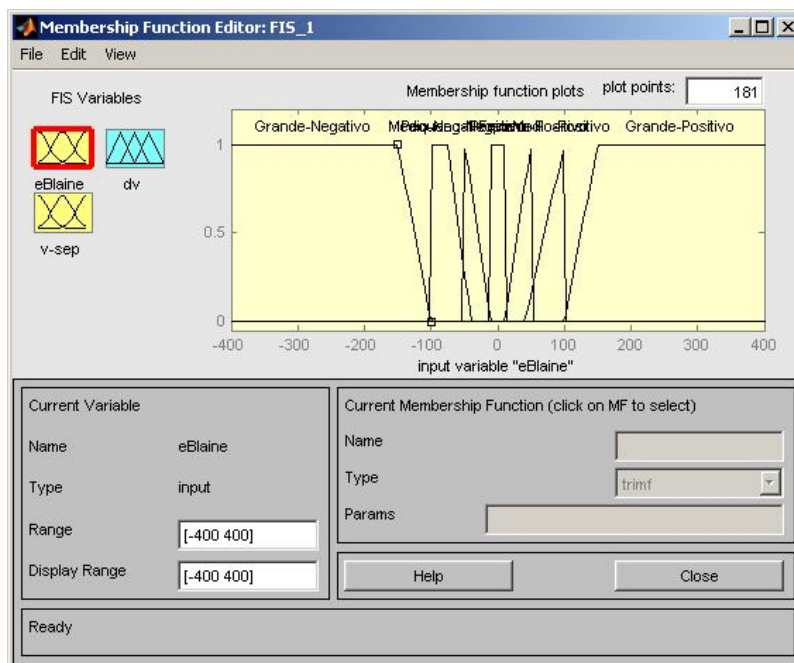 Membership Function Editor: FIS_1
File Edit View
FIS Variables
Membership function plots plot points: 181
eBlaine dv
v-sep
Grande-Negativo Grande-Positivo
1
0.5
0
-400 -300 -200 -100 0 100 200 300 400
input variable "eBlaine"
Current Variable
Name eBlaine
Type input
Range [-400 400]
Display Range [-400 400]
Current Membership Function (click on MF to select)
Name
Type trimf
Params
Help Close
Ready